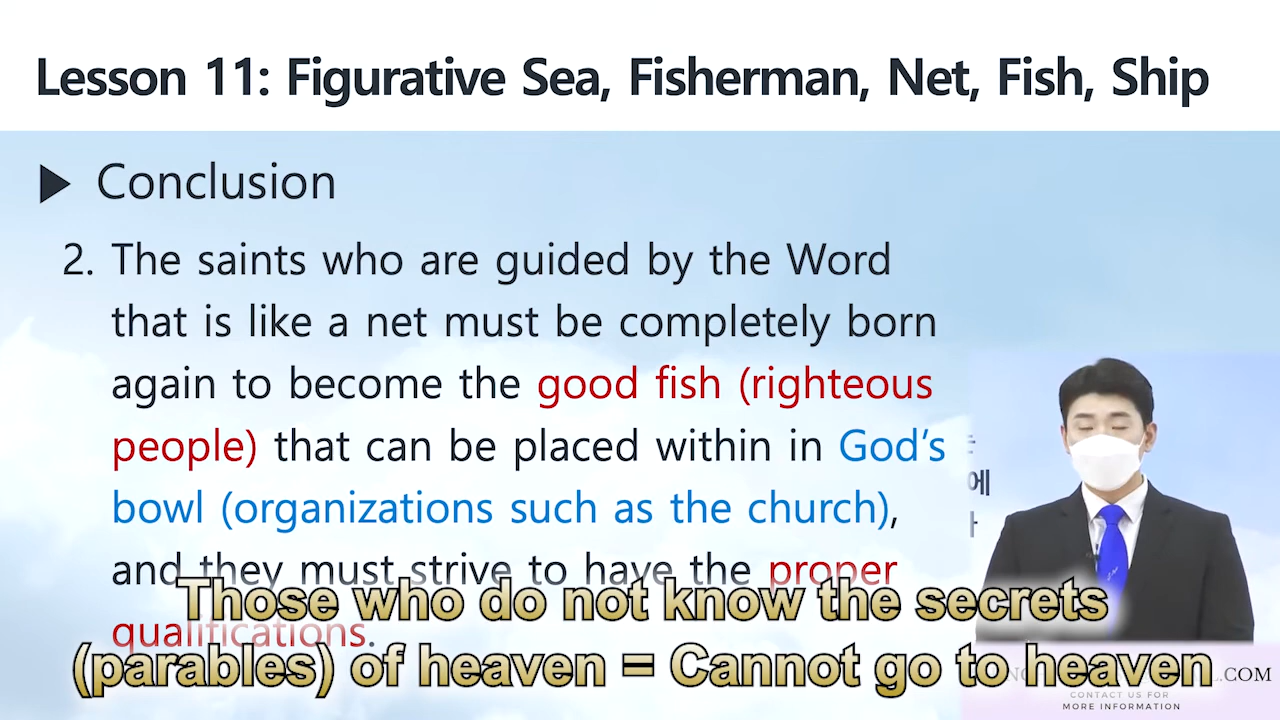 Lesson 11: Figurative Sea, Fisherman, Net, Fish, Ship
▶ Conclusion
2. The saints who are guided by the Word
that is like a net must be completely born
again to become the good fish (righteous
people) that can be placed within in God's
bowl (organizations such as the church),
and they must strive to have the proper
qualifications.
에
Those who do not know the secrets
(parables) of heaven = Cannot go to heaven
.COM
CONTACT US FOR
MORE INFORMATION